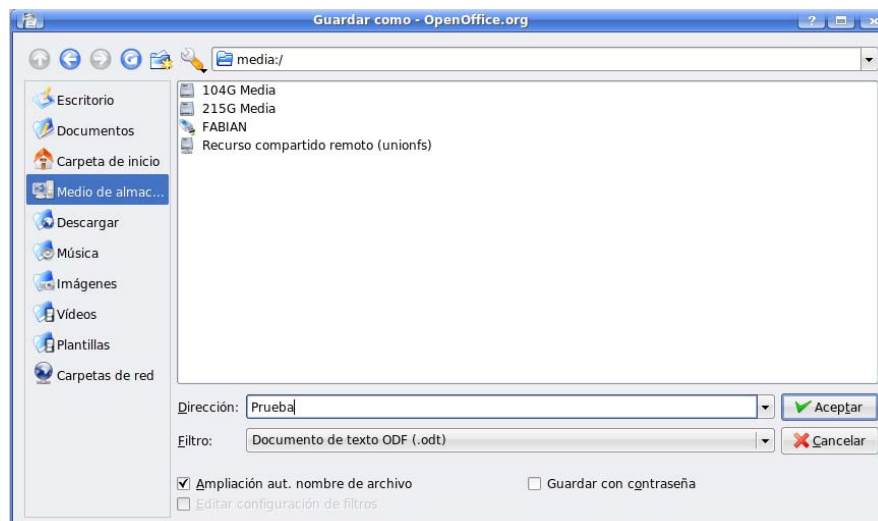 Guardar como - OpenOffice.org
media:/
Escritorio
Documentos
Carpeta de inicio
Medio de almac...
Descargar
Música
Imágenes
Vídeos
Plantillas
Carpetas de red
104G Media
215G Media
FABIAN
Recurso compartido remoto (unionfs)
Dirección: Prueba Aceptar
Filtro: Documento de texto ODF (.odt) Cancelar
Ampliación aut. nombre de archivo Guardar con contraseña
Editar configuración de filtros